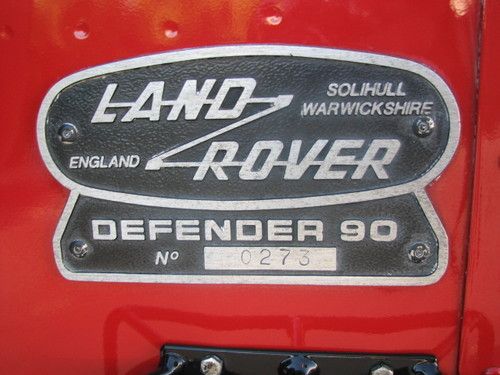 LAND ROVER
SOLIHULL
WARWICKSHIRE
ENGLAND
DEFENDER 90
No 0273